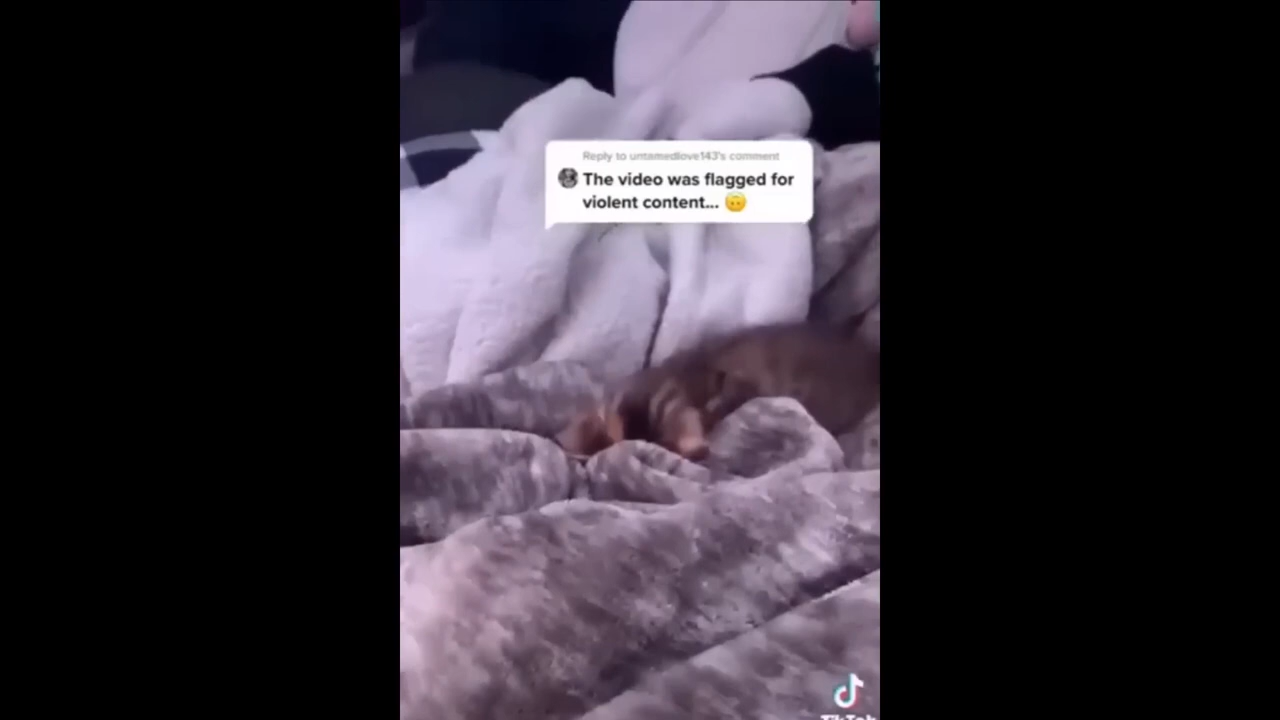 Reply to untamedlove143's comment
The video was flagged for
violent content... 🙃
TikTok